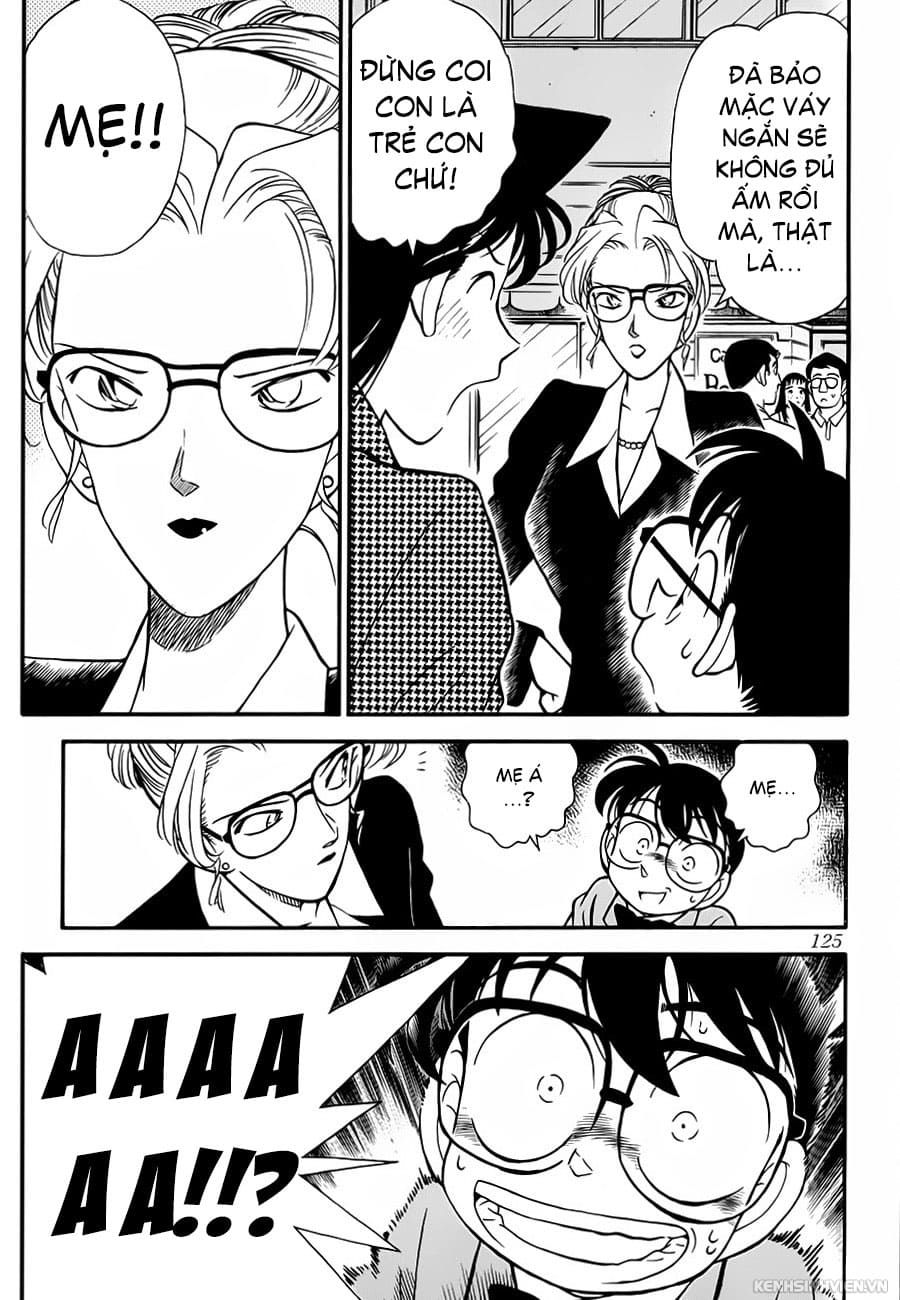 ĐÃ BẢO
MẶC VÁY
NGẮN SẼ
KHÔNG ĐỦ
ẤM RỒI
MÀ, THẬT
LÀ...
ĐỪNG COI
CON LÀ
TRẺ CON
CHỨ!
MẸ!!
MẸ...
MẸ Á
...?
125
AAAA
AA!!?
KENHSINHVIEN.VN